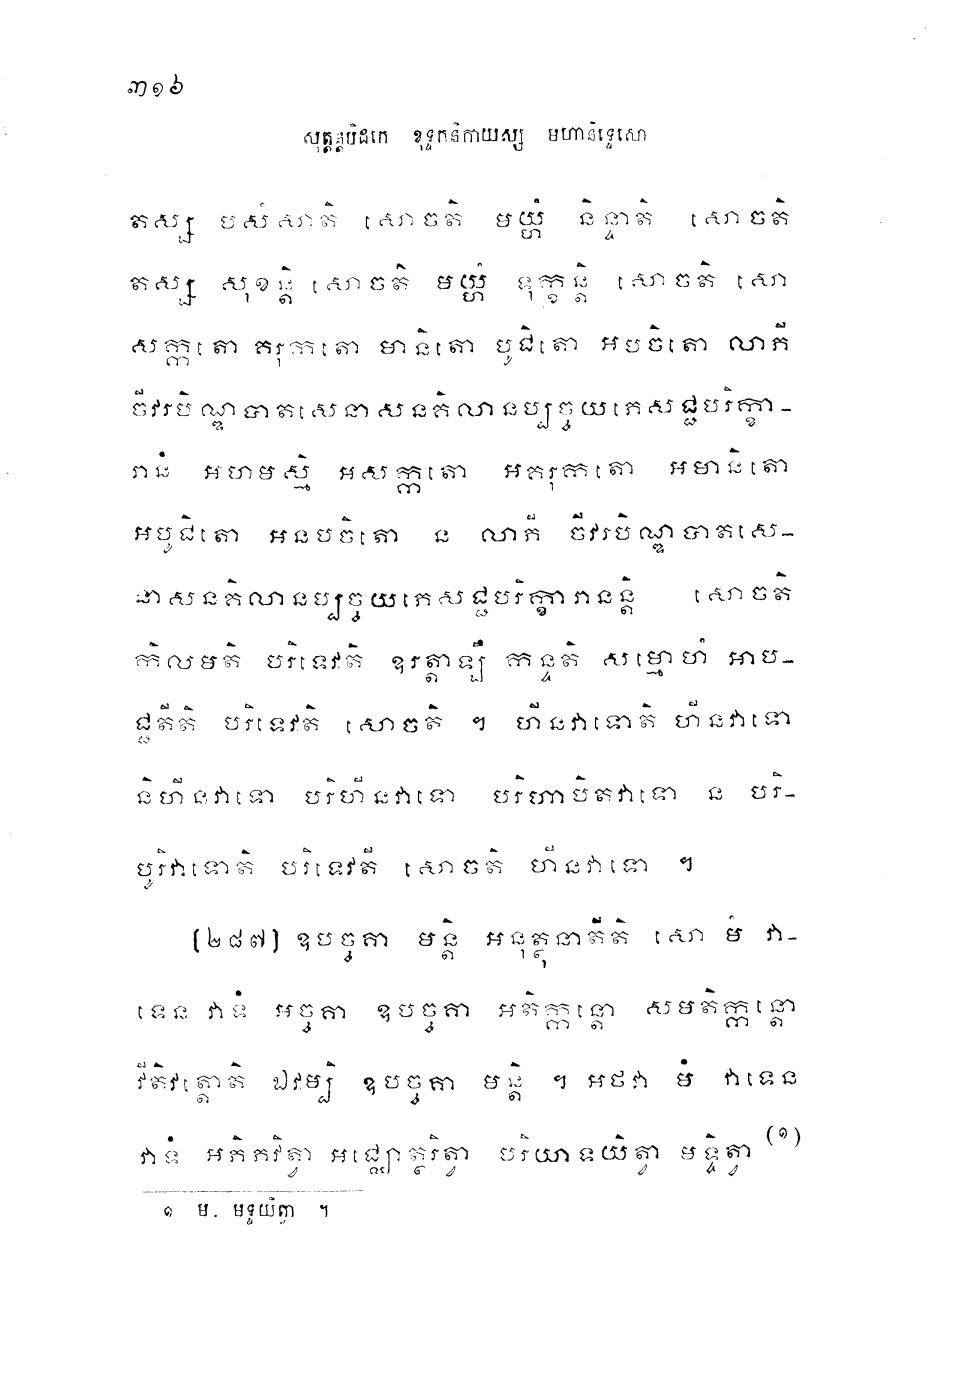 ៣១៦
សុត្តន្តបិដកេ ខុទ្ទកនិកាយស្ស មហានិទ្ទេសោ
តស្ស បសំសាតិ សោចតិ មយ្ហំ និន្ទាតិ សោចតិ
តស្ស សុខន្តិ សោចតិ មយ្ហំ ទុក្ខន្តិ សោចតិ សោ
សក្កតោ គរុកតោ មានិតោ បូជិតោ អបចិតោ លាភី
ចីវរបិណ្ឌបាតសេនាសនគិលានប្បច្ចយភេសជ្ជបរិក្ខា-
រានំ អហមស្មិ អសក្កតោ អគរុកតោ អមានិតោ
អបូជិតោ អនបចិតោ ន លាភី ចីវរបិណ្ឌបាតសេ-
នាសនគិលានប្បច្ចយភេសជ្ជបរិក្ខារានន្តិ សោចតិ
កិលមតិ បរិទេវតិ ឧរត្តាឡឹ កន្ទតិ សម្មោហំ អាប-
ជ្ជតីតិ បរិទេវតិ សោចតិ ។ ហីនវាទោតិ ហីនវាទោ
និហីនវាទោ បរិហីនវាទោ បរិហាបិតវាទោ ន បរិ-
បូរិវាទោតិ បរិទេវតី សោចតិ ហីនវាទោ ។
[២៨៧] ឧបច្ចគា មន្តិ អនុត្ថុនាតីតិ សោ មំ វា-
ទេន វាទំ អច្ចគា ឧបច្ចគា អតិក្កន្តោ សមតិក្កន្តោ
វីតិវត្តោតិ ឯវម្បិ ឧបច្ចគា មន្តិ ។ អថវា មំ វាទេន
វាទំ អភិភវិត្វា អជ្ឈោត្ថរិត្វា បរិយាទយិត្វា មទ្ទិត្វា (១)
១ ម. មទ្ទយិត្វា ។